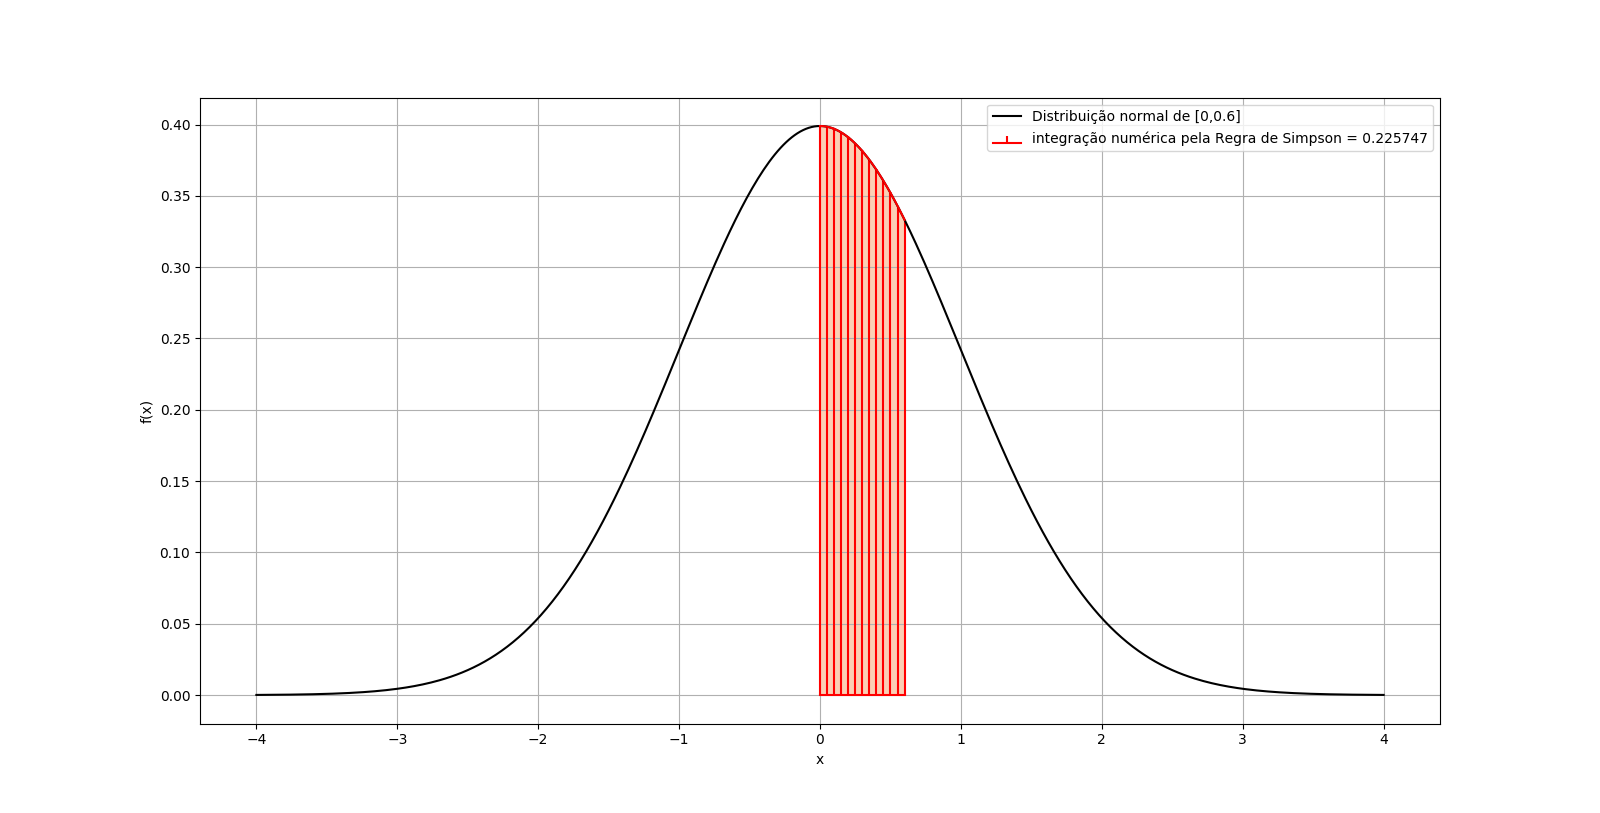 Distribuição normal de [0,0.6]
integração numérica pela Regra de Simpson = 0.225747
f(x)
0.40
0.35
0.30
0.25
0.20
0.15
0.10
0.05
0.00
−4 −3 −2 −1 0 1 2 3 4
x